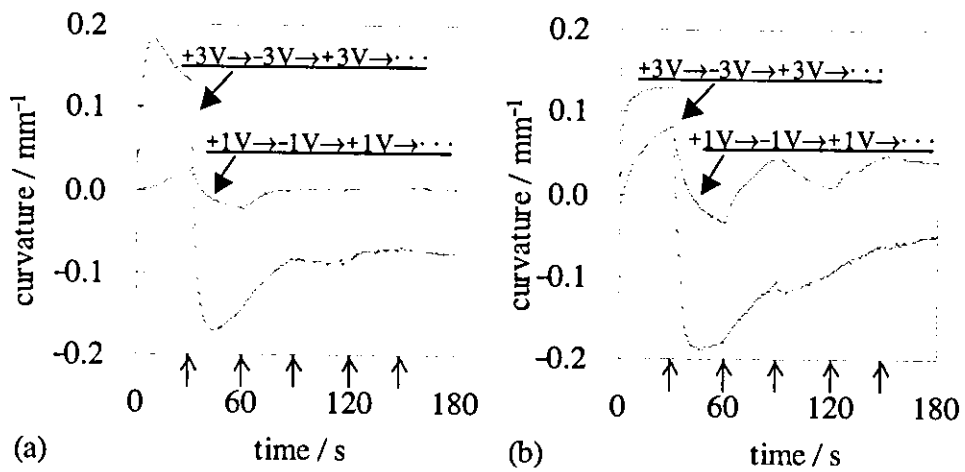 0.2
0.1
0.0
-0.1
-0.2
curvature / mm⁻¹
+3V→-3V→+3V→···
+1V→-1V→+1V→···
0 60 120 180
time / s
(a)
0.2
0.1
0.0
-0.1
-0.2
curvature / mm⁻¹
+3V→-3V→+3V→···
+1V→-1V→+1V→···
0 60 120 180
time / s
(b)